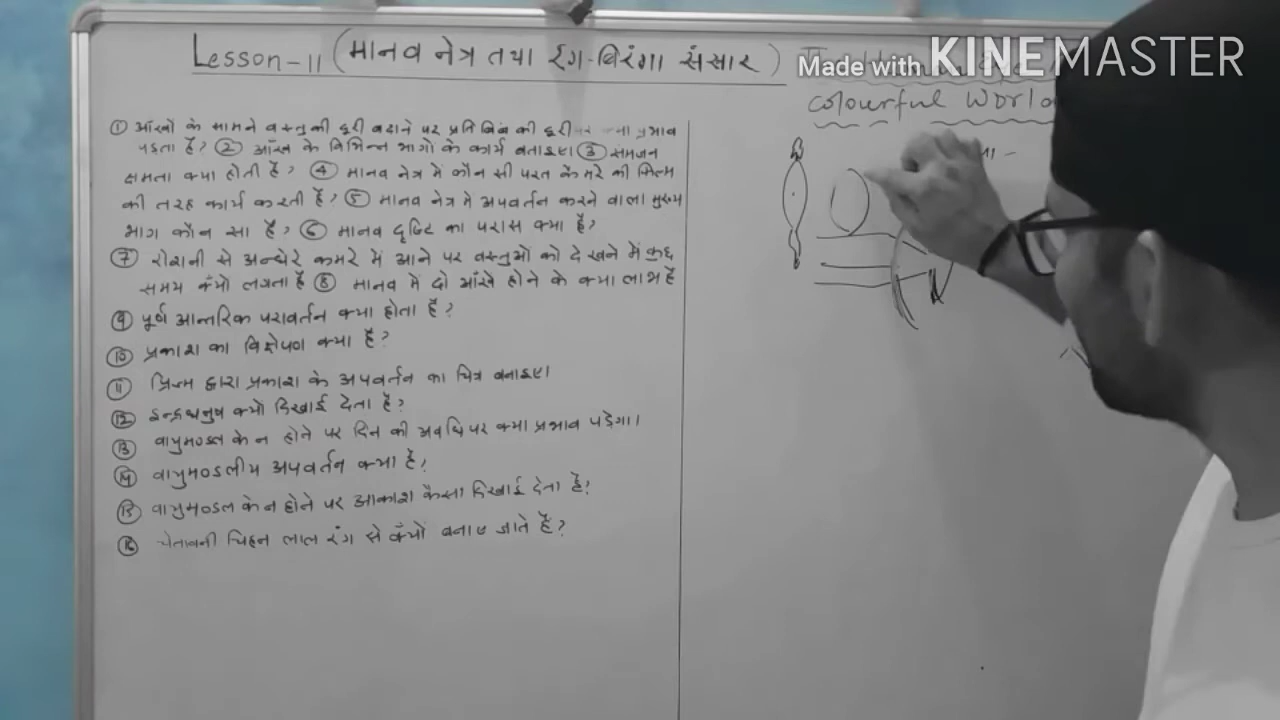 Lesson-11 (मानव नेत्र तथा रंग-बिरंगा संसार)
Made with KINEMASTER
colourful World
① आँखो के सामने वस्तु की दूरी बढाने पर प्रतिबिंब की दूरी पर क्या प्रभाव
पड़ता है? ② आँख के विभिन्न भागो के कार्य बताइए। ③ समंजन
क्षमता क्या होती है? ④ मानव नेत्र में कौन सी परत कैमरे की फिल्म
की तरह कार्य करती है? ⑤ मानव नेत्र मे अपवर्तन करने वाला मुख्य
भाग कौन सा है? ⑥ मानव दृष्टि का परास क्या है?
⑦ रोशनी से अन्धेरे कमरे में आने पर वस्तुओं को देखने में कुछ
समय क्यों लगता है ⑧ मानव में दो आँखे होने के क्या लाभ है
⑨ पूर्ण आन्तरिक परावर्तन क्या होता है?
⑩ प्रकाश का विक्षेपण क्या है?
⑪ प्रिज्म द्वारा प्रकाश के अपवर्तन का चित्र बनाइए।
⑫ इन्द्रधनुष क्यों दिखाई देता है?
⑬ वायुमण्डल के न होने पर दिन की अवधि पर क्या प्रभाव पड़ेगा।
⑭ वायुमण्डलीय अपवर्तन क्या है?
⑮ वायुमण्डल के न होने पर आकाश कैसा दिखाई देता है?
⑯ चेतावनी चिहन लाल रंग से क्यों बनाए जाते हैं?